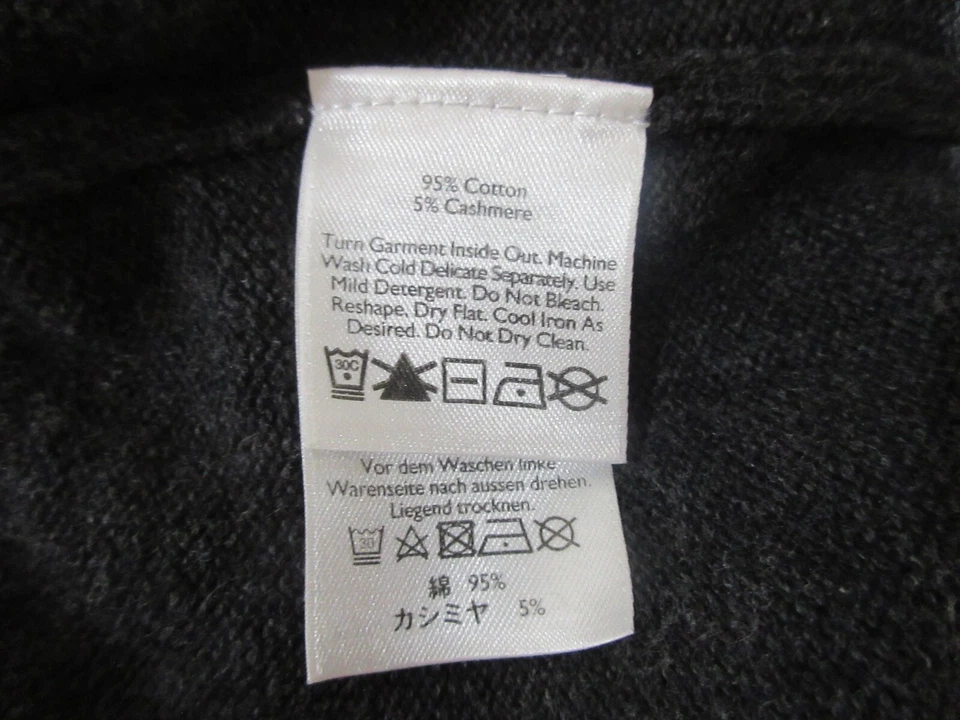 95% Cotton
5% Cashmere
Turn Garment Inside Out. Machine
Wash Cold Delicate Separately. Use
Mild Detergent. Do Not Bleach.
Reshape, Dry Flat. Cool Iron As
Desired. Do Not Dry Clean.
30C
Vor dem Waschen linke
Warenseite nach aussen drehen.
Liegend trocknen.
30
綿 95%
カシミヤ 5%